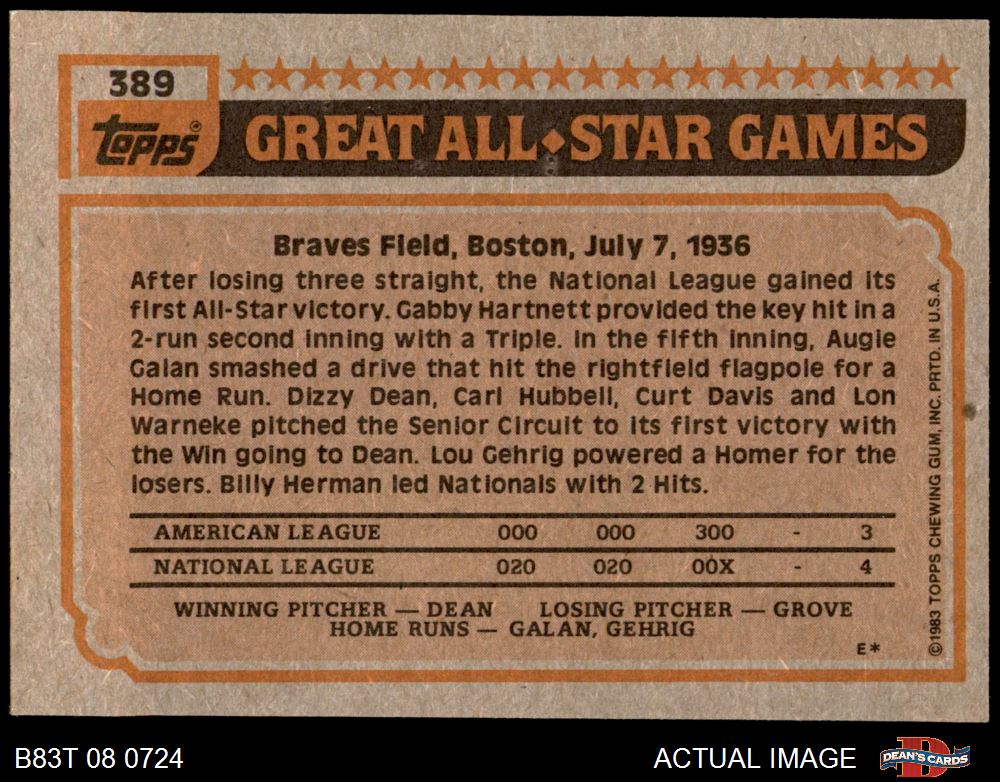 389
topps®
GREAT ALL◆STAR GAMES
Braves Field, Boston, July 7, 1936
After losing three straight, the National League gained its
first All-Star victory. Gabby Hartnett provided the key hit in a
2-run second inning with a Triple. In the fifth inning, Augie
Galan smashed a drive that hit the rightfield flagpole for a
Home Run. Dizzy Dean, Carl Hubbell, Curt Davis and Lon
Warneke pitched the Senior Circuit to its first victory with
the Win going to Dean. Lou Gehrig powered a Homer for the
losers. Billy Herman led Nationals with 2 Hits.
AMERICAN LEAGUE 000 000 300 - 3
NATIONAL LEAGUE 020 020 00X - 4
WINNING PITCHER — DEAN LOSING PITCHER — GROVE
HOME RUNS — GALAN, GEHRIG
E*
©1983 TOPPS CHEWING GUM, INC. PRTD. IN U.S.A.
B83T 08 0724
ACTUAL IMAGE
DEAN'S CARDS